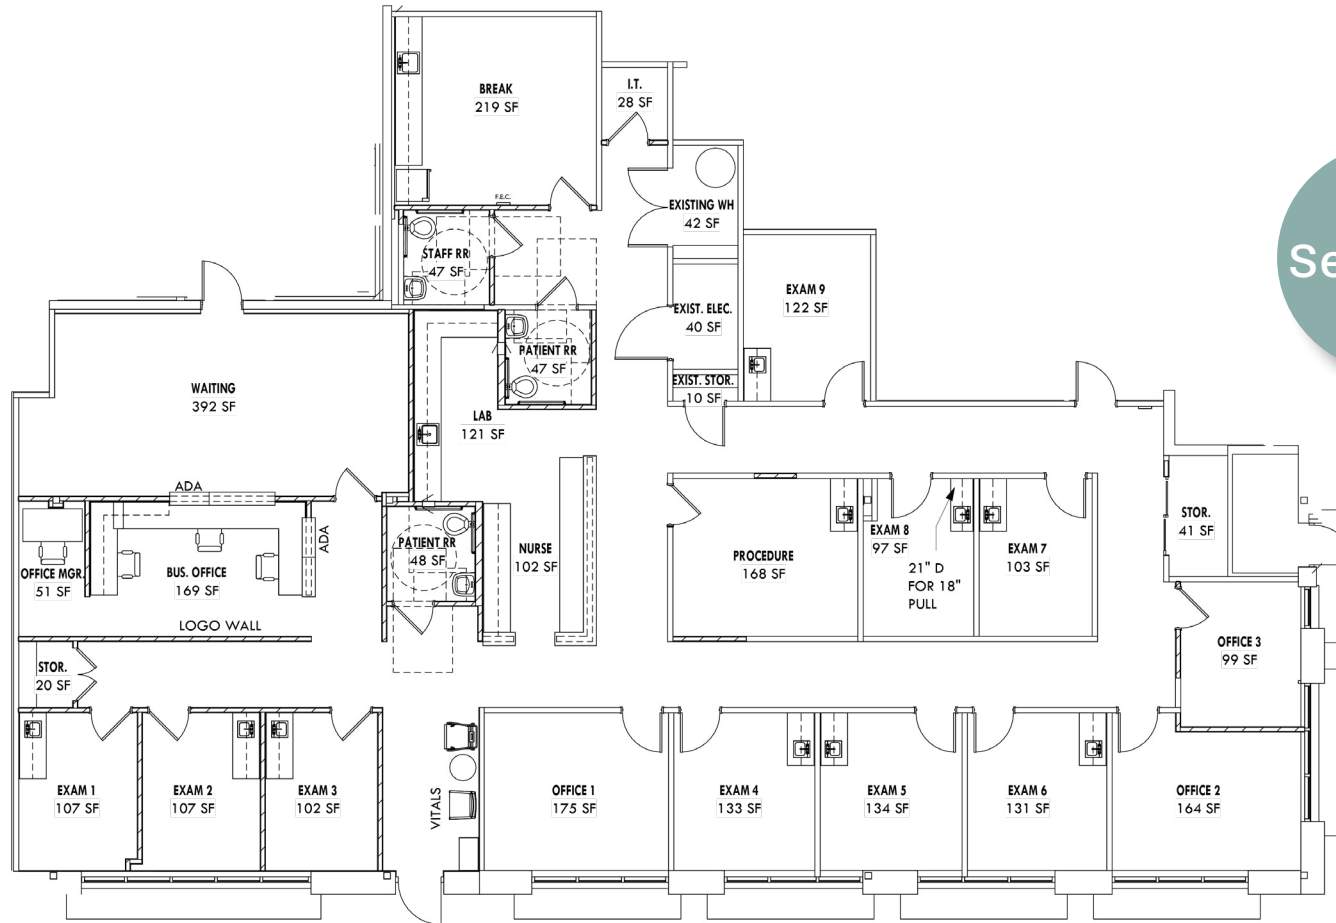 BREAK
219 SF
I.T.
28 SF
F.E.C.
EXISTING WH
42 SF
STAFF RR
47 SF
EXAM 9
122 SF
Se
EXIST. ELEC.
40 SF
PATIENT RR
47 SF
EXIST. STOR.
10 SF
WAITING
392 SF
LAB
121 SF
ADA
ADA
OFFICE MGR.
51 SF
BUS. OFFICE
169 SF
LOGO WALL
PATIENT RR
48 SF
NURSE
102 SF
PROCEDURE
168 SF
EXAM 8
97 SF
21" D
FOR 18"
PULL
EXAM 7
103 SF
STOR.
41 SF
OFFICE 3
99 SF
STOR.
20 SF
EXAM 1
107 SF
EXAM 2
107 SF
EXAM 3
102 SF
VITALS
OFFICE 1
175 SF
EXAM 4
133 SF
EXAM 5
134 SF
EXAM 6
131 SF
OFFICE 2
164 SF